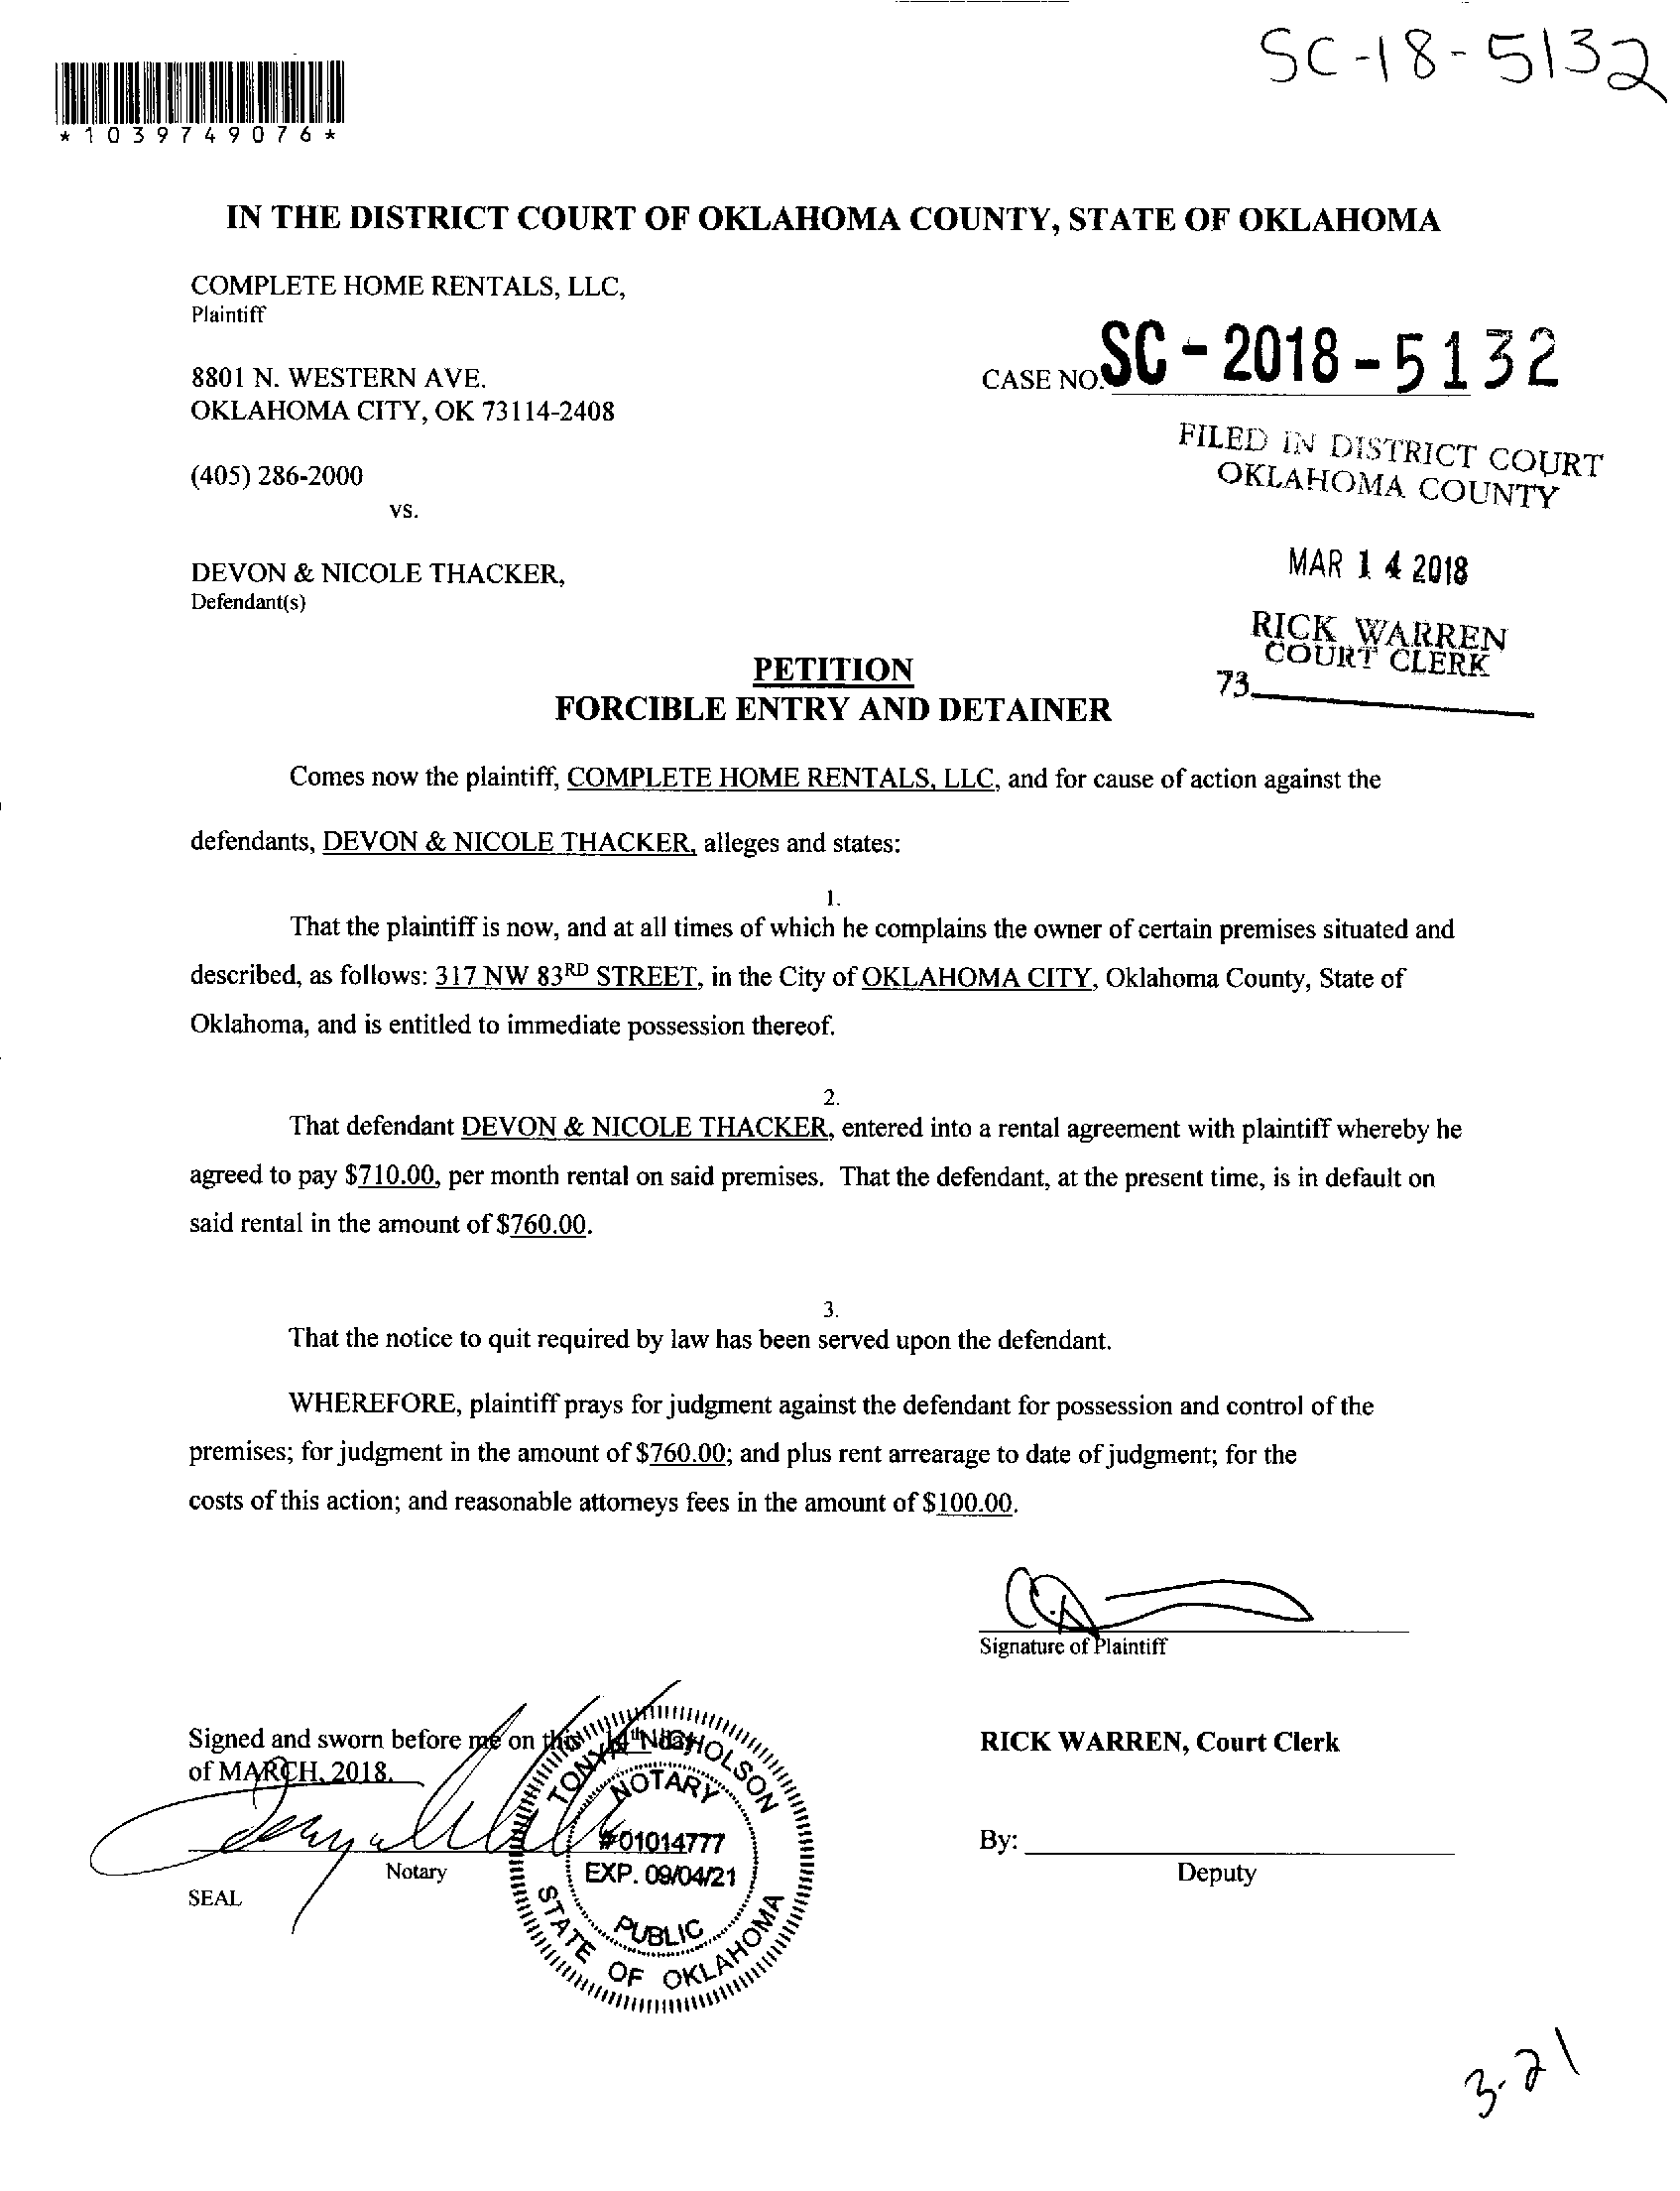 SC-18-5132
*1039749076*
IN THE DISTRICT COURT OF OKLAHOMA COUNTY, STATE OF OKLAHOMA
COMPLETE HOME RENTALS, LLC,
Plaintiff
8801 N. WESTERN AVE.
OKLAHOMA CITY, OK 73114-2408
(405) 286-2000
vs.
DEVON & NICOLE THACKER,
Defendant(s)
CASE NO. SC-2018-5132
FILED IN DISTRICT COURT
OKLAHOMA COUNTY
MAR 14 2018
RICK WARREN
COURT CLERK
73
PETITION
FORCIBLE ENTRY AND DETAINER
Comes now the plaintiff, COMPLETE HOME RENTALS, LLC, and for cause of action against the
defendants, DEVON & NICOLE THACKER, alleges and states:
1.
That the plaintiff is now, and at all times of which he complains the owner of certain premises situated and
described, as follows: 317 NW 83RD STREET, in the City of OKLAHOMA CITY, Oklahoma County, State of
Oklahoma, and is entitled to immediate possession thereof.
2.
That defendant DEVON & NICOLE THACKER, entered into a rental agreement with plaintiff whereby he
agreed to pay $710.00, per month rental on said premises. That the defendant, at the present time, is in default on
said rental in the amount of $760.00.
3.
That the notice to quit required by law has been served upon the defendant.
WHEREFORE, plaintiff prays for judgment against the defendant for possession and control of the
premises; for judgment in the amount of $760.00; and plus rent arrearage to date of judgment; for the
costs of this action; and reasonable attorneys fees in the amount of $100.00.
Signature of Plaintiff
Signed and sworn before me on this 14th day
of MARCH, 2018.
Notary
SEAL
TONYA NICHOLSON
NOTARY
#01014777
EXP. 09/04/21
PUBLIC
STATE OF OKLAHOMA
RICK WARREN, Court Clerk
By:
Deputy
3-21